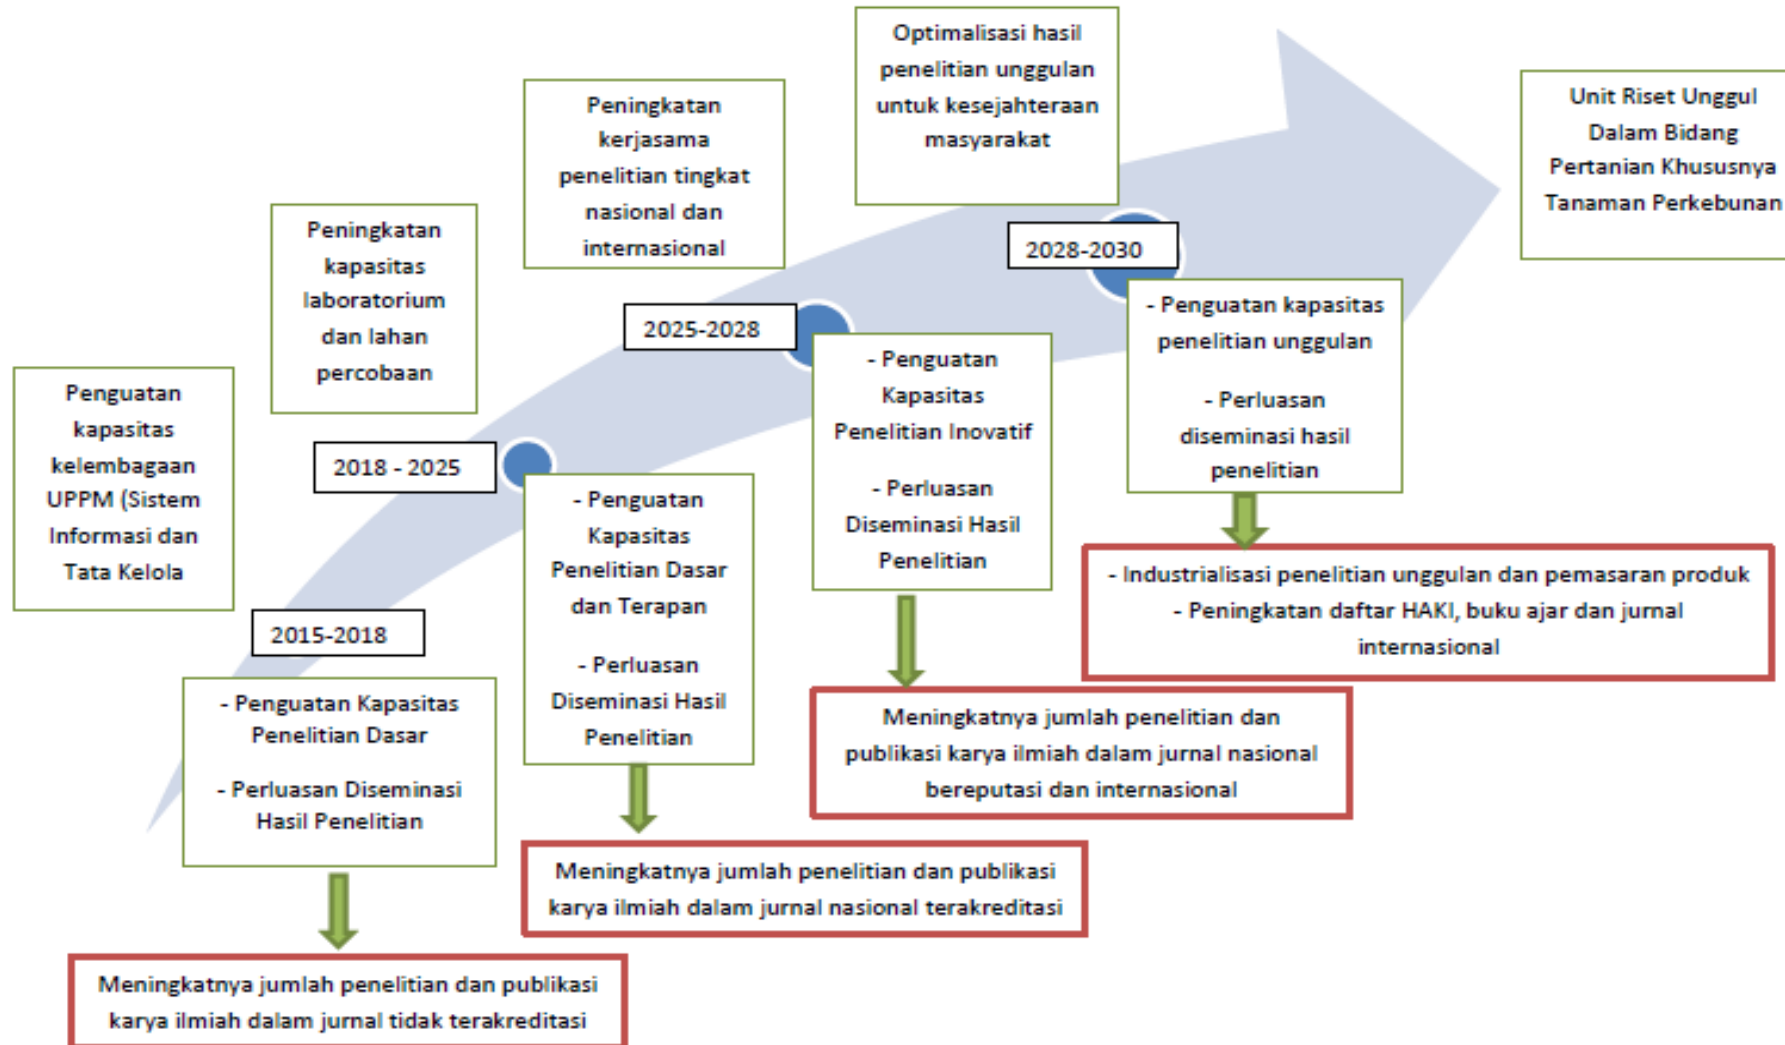 Penguatan
kapasitas
kelembagaan
UPPM (Sistem
Informasi dan
Tata Kelola
2015-2018
- Penguatan Kapasitas
Penelitian Dasar
- Perluasan Diseminasi
Hasil Penelitian
Meningkatnya jumlah penelitian dan publikasi
karya ilmiah dalam jurnal tidak terakreditasi
Peningkatan
kapasitas
laboratorium
dan lahan
percobaan
2018 - 2025
- Penguatan
Kapasitas
Penelitian Dasar
dan Terapan
- Perluasan
Diseminasi Hasil
Penelitian
Meningkatnya jumlah penelitian dan publikasi
karya ilmiah dalam jurnal nasional terakreditasi
Peningkatan
kerjasama
penelitian tingkat
nasional dan
internasional
2025-2028
- Penguatan
Kapasitas
Penelitian Inovatif
- Perluasan
Diseminasi Hasil
Penelitian
Meningkatnya jumlah penelitian dan
publikasi karya ilmiah dalam jurnal nasional
bereputasi dan internasional
Optimalisasi hasil
penelitian unggulan
untuk kesejahteraan
masyarakat
2028-2030
- Penguatan kapasitas
penelitian unggulan
- Perluasan
diseminasi hasil
penelitian
- Industrialisasi penelitian unggulan dan pemasaran produk
- Peningkatan daftar HAKI, buku ajar dan jurnal
internasional
Unit Riset Unggul
Dalam Bidang
Pertanian Khususnya
Tanaman Perkebunan